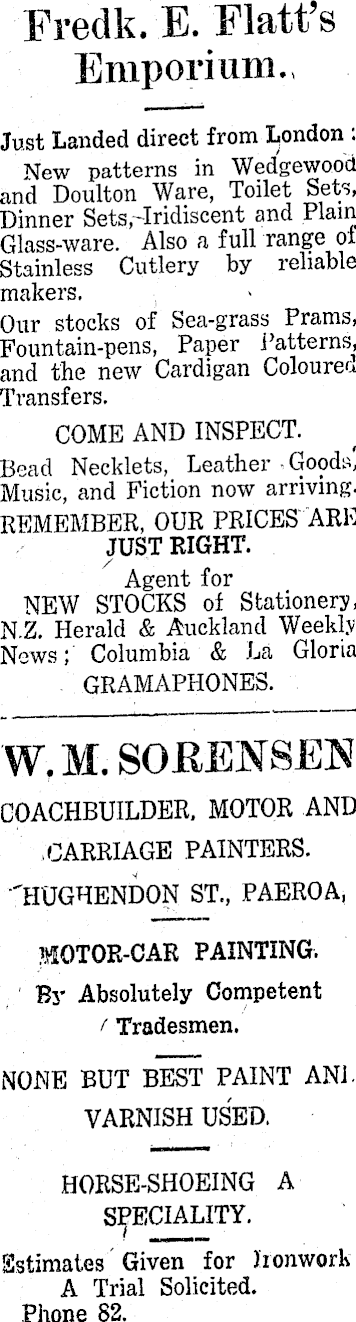 Fredk. E. Flatt's
Emporium.
Just Landed direct from London:
New patterns in Wedgewood
and Doulton Ware, Toilet Sets,
Dinner Sets, Iridiscent and Plain
Glass-ware. Also a full range of
Stainless Cutlery by reliable
makers.
Our stocks of Sea-grass Prams,
Fountain-pens, Paper Patterns,
and the new Cardigan Coloured
Transfers.
COME AND INSPECT.
Bead Necklets, Leather Goods,
Music, and Fiction now arriving.
REMEMBER, OUR PRICES ARE
JUST RIGHT.
Agent for
NEW STOCKS of Stationery,
N.Z. Herald & Auckland Weekly
News; Columbia & La Gloria
GRAMAPHONES.
W. M. SORENSEN
COACHBUILDER, MOTOR AND
CARRIAGE PAINTERS.
HUGHENDON ST., PAEROA,
MOTOR-CAR PAINTING.
By Absolutely Competent
Tradesmen.
NONE BUT BEST PAINT AND
VARNISH USED.
HORSE-SHOEING A
SPECIALITY.
Estimates Given for Ironwork
A Trial Solicited.
Phone 82.